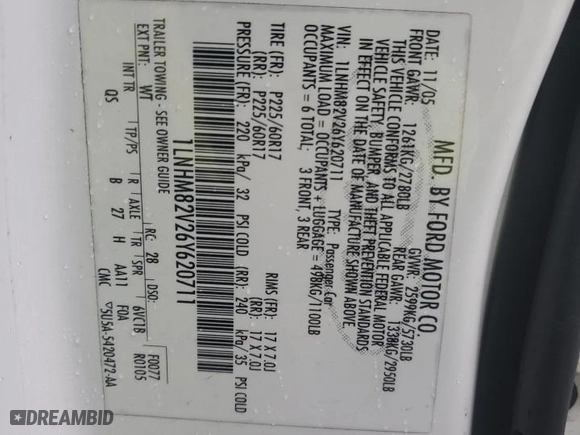 MFD. BY FORD MOTOR CO.
DATE: 11/05 GVWR: 2599KG/5730LB
FRONT GAWR: 1261KG/2780LB REAR GAWR: 1338KG/2950LB
THIS VEHICLE CONFORMS TO ALL APPLICABLE FEDERAL MOTOR
VEHICLE SAFETY, BUMPER, AND THEFT PREVENTION STANDARDS
IN EFFECT ON THE DATE OF MANUFACTURE SHOWN ABOVE.
VIN: 1LNHM82V26Y620711 TYPE: Passenger Car
MAXIMUM LOAD = OCCUPANTS + LUGGAGE = 498KG/1100LB
OCCUPANTS = 6 TOTAL; 3 FRONT, 3 REAR
TIRE (FR): P225/60R17 RIMS (FR): 17 X 7.0J
(RR): P225/60R17 (RR): 17 X 7.0J
PRESSURE (FR): 220 kPa/ 32 PSI COLD (RR): 240 kPa/ 35 PSI COLD
1LNHM82V26Y620711
TRAILER TOWING - SEE OWNER GUIDE
EXT PNT: WT RC: 28 DSO: F0077
R0105
INT TR TP/PS R AXLE TR SPR 6VC1B
QS B 27 H AA11 F0A
CMC ▽5U5A-5420472-AA
DREAMBID